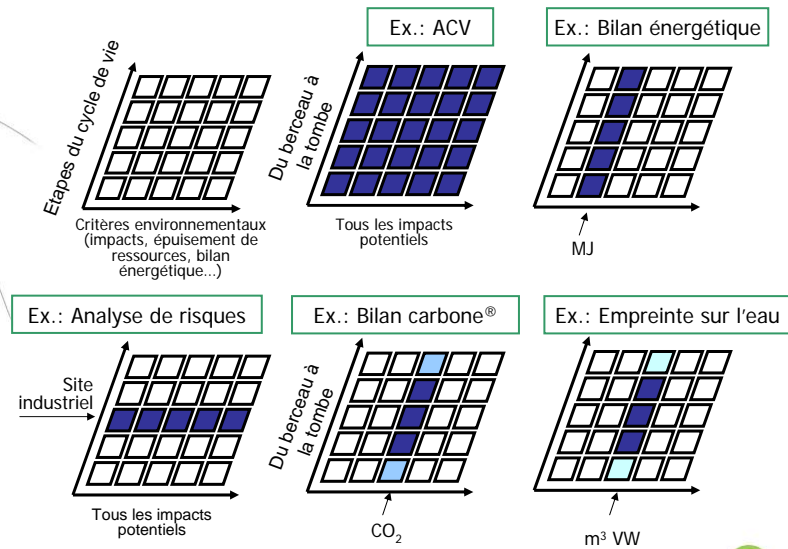 Etapes du cycle de vie
Critères environnementaux
(impacts, épuisement de
ressources, bilan
énergétique...)
Ex.: ACV
Du berceau à
la tombe
Tous les impacts
potentiels
Ex.: Bilan énergétique
MJ
Ex.: Analyse de risques
Site
industriel
Tous les impacts
potentiels
Ex.: Bilan carbone®
Du berceau à
la tombe
CO₂
Ex.: Empreinte sur l'eau
m³ VW